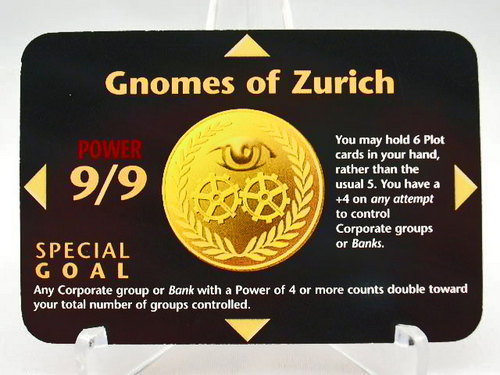 Gnomes of Zurich
POWER
9/9
You may hold 6 Plot
cards in your hand,
rather than the
usual 5. You have a
+4 on any attempt
to control
Corporate groups
or Banks.
SPECIAL
GOAL
Any Corporate group or Bank with a Power of 4 or more counts double toward
your total number of groups controlled.